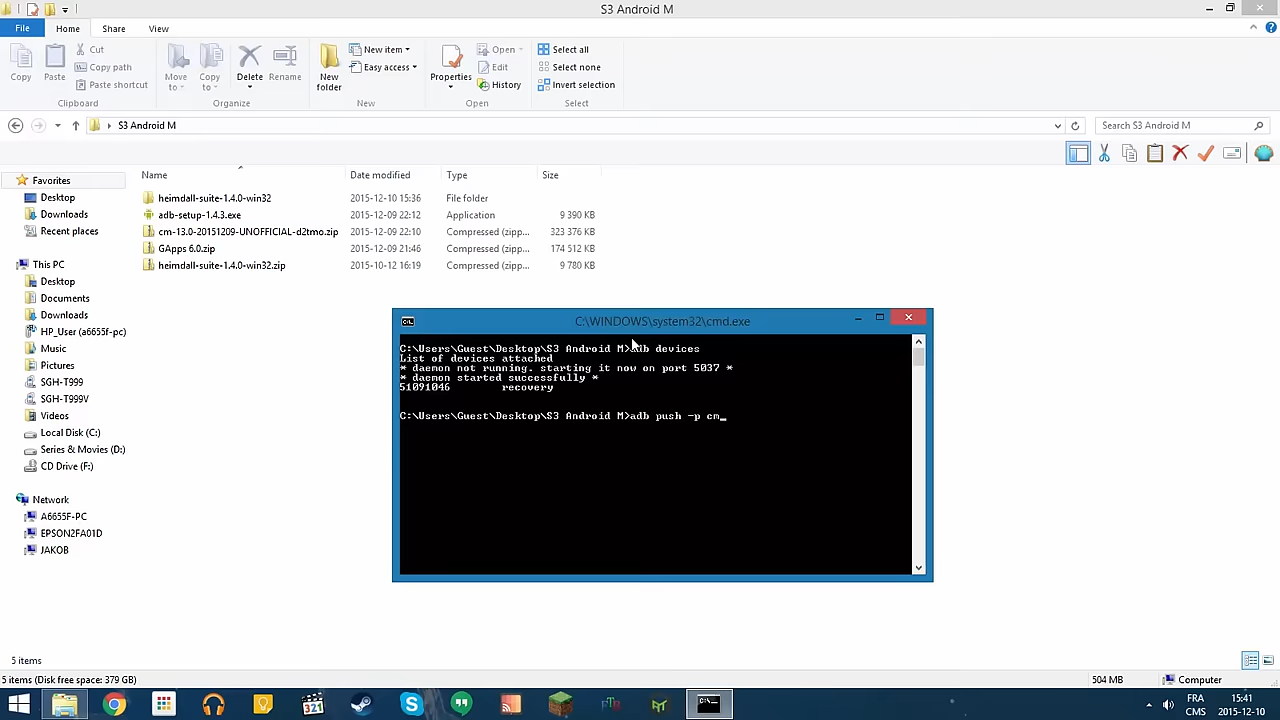 S3 Android M
File
Home
Share
View
Copy
Paste
Cut
Copy path
Paste shortcut
Clipboard
Move to
Copy to
Delete
Rename
Organize
New folder
New item
Easy access
New
Properties
Open
Edit
History
Open
Select all
Select none
Invert selection
Select
S3 Android M
Search S3 Android M
Name
Date modified
Type
Size
heimdall-suite-1.4.0-win32 2015-12-10 15:36 File folder
adb-setup-1.4.3.exe 2015-12-09 22:12 Application 9 390 KB
cm-13.0-20151209-UNOFFICIAL-d2tmo.zip 2015-12-09 22:10 Compressed (zipp... 323 376 KB
GApps 6.0.zip 2015-12-09 21:46 Compressed (zipp... 174 512 KB
heimdall-suite-1.4.0-win32.zip 2015-10-12 16:19 Compressed (zipp... 9 780 KB
Favorites
Desktop
Downloads
Recent places
This PC
Desktop
Documents
Downloads
HP_User (a6655f-pc)
Music
Pictures
SGH-T999
SGH-T999V
Videos
Local Disk (C:)
Series & Movies (D:)
CD Drive (F:)
Network
A6655F-PC
EPSON2FA01D
JAKOB
C:\WINDOWS\system32\cmd.exe
C:\Users\Guest\Desktop\S3 Android M>adb devices
List of devices attached
* daemon not running. starting it now on port 5037 *
* daemon started successfully *
51091046 recovery
C:\Users\Guest\Desktop\S3 Android M>adb push -p cm_
5 items
5 items (Disk free space: 379 GB)
504 MB
Computer
321
FRA
CMS
15:41
2015-12-10